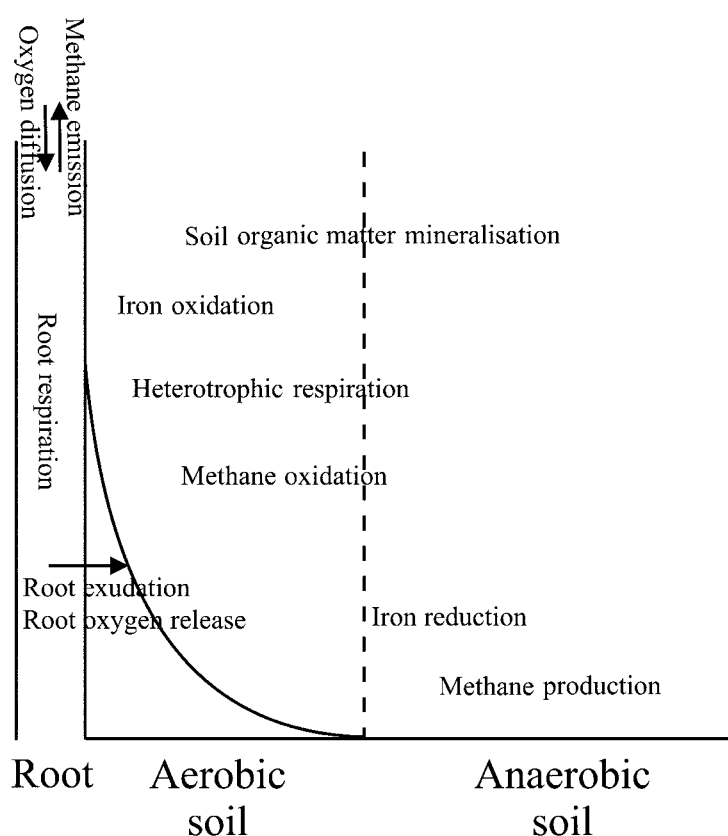 Oxygen diffusion
Methane emission
Soil organic matter mineralisation
Iron oxidation
Root respiration
Heterotrophic respiration
Methane oxidation
Root exudation
Root oxygen release
Iron reduction
Methane production
Root
Aerobic
soil
Anaerobic
soil